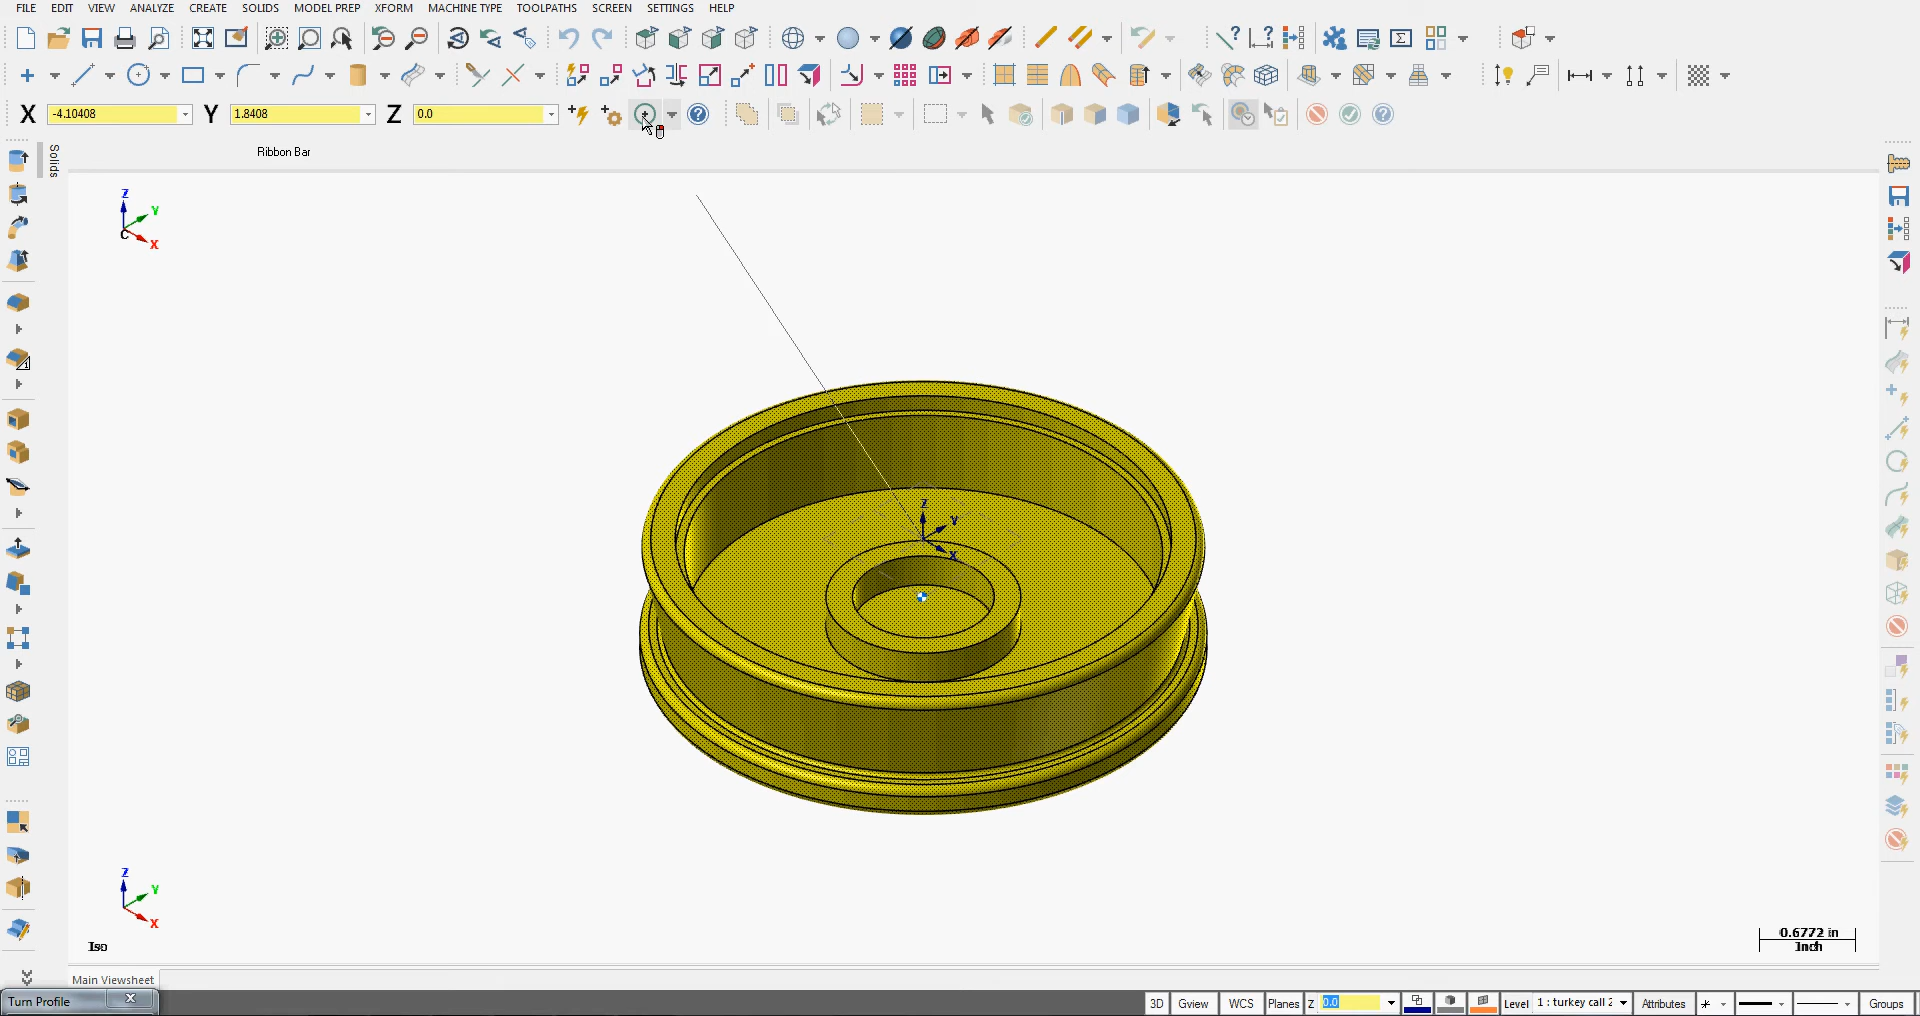 FILE EDIT VIEW ANALYZE CREATE SOLIDS MODEL PREP XFORM MACHINE TYPE TOOLPATHS SCREEN SETTINGS HELP
X -4.10408 Y 1.8408 Z 0.0
Ribbon Bar
Solids
Z
Y
C X
Z
Y
X
Z
Y
X
Iso
0.6772 in
Inch
Main Viewsheet
Turn Profile
3D Gview WCS Planes Z 0.0 Level 1 : turkey call 2 Attributes Groups